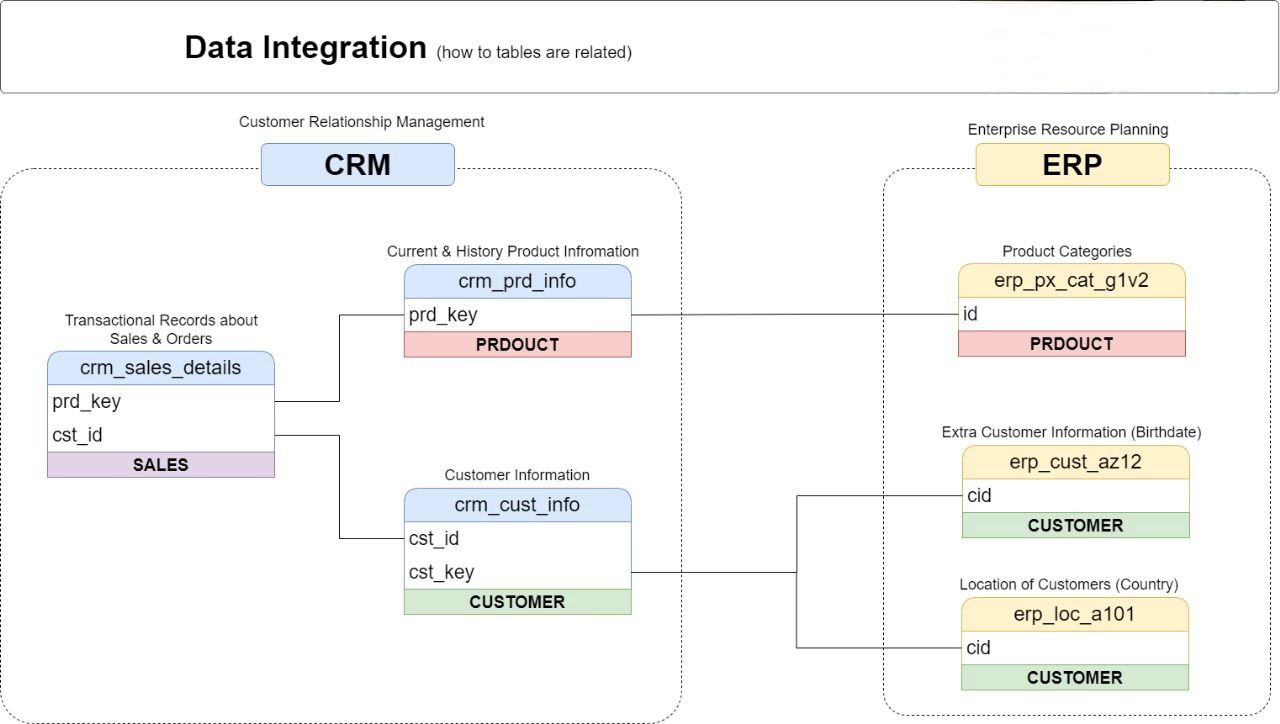 Data Integration (how to tables are related)
Customer Relationship Management
CRM
Enterprise Resource Planning
ERP
Transactional Records about
Sales & Orders
crm_sales_details
prd_key
cst_id
SALES
Current & History Product Infromation
crm_prd_info
prd_key
PRDOUCT
Customer Information
crm_cust_info
cst_id
cst_key
CUSTOMER
Product Categories
erp_px_cat_g1v2
id
PRDOUCT
Extra Customer Information (Birthdate)
erp_cust_az12
cid
CUSTOMER
Location of Customers (Country)
erp_loc_a101
cid
CUSTOMER